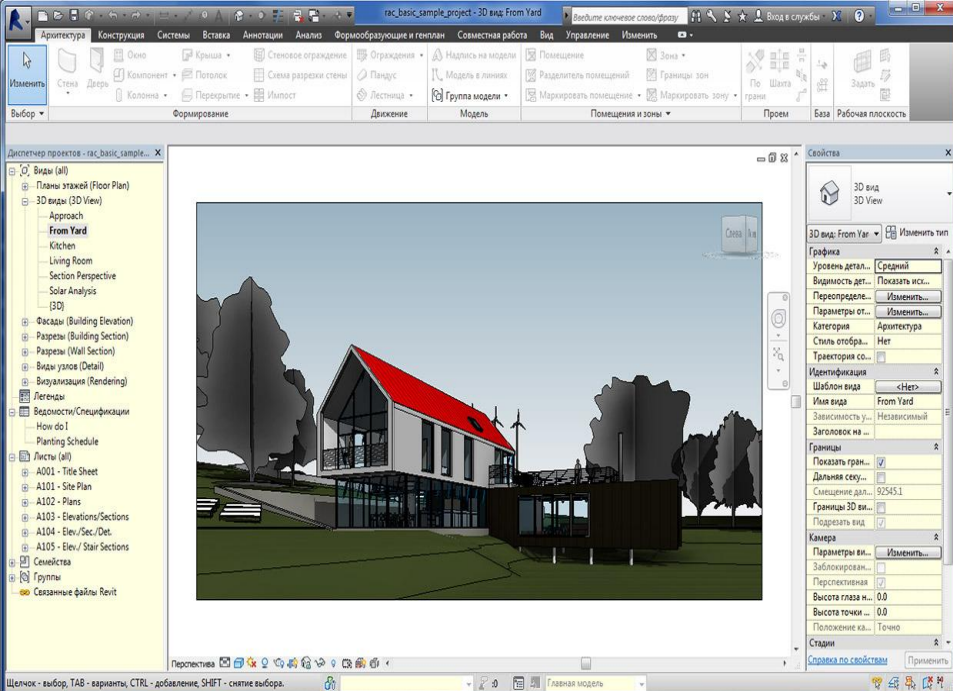 rac_basic_sample_project - 3D вид: From Yard
Введите ключевое слово/фразу
Вход в службы
Архитектура Конструкция Системы Вставка Аннотации Анализ Формообразующие и генплан Совместная работа Вид Управление Изменить
Изменить
Стена
Дверь
Окно
Компонент
Колонна
Крыша
Потолок
Перекрытие
Стеновое ограждение
Схема разрезки стены
Импост
Ограждения
Пандус
Лестница
Надпись на модели
Модель в линиях
Группа модели
Помещение
Разделитель помещений
Маркировать помещение
Зона
Границы зон
Маркировать зону
По грани
Шахта
Задать
Выбор
Формирование
Движение
Модель
Помещения и зоны
Проем
База
Рабочая плоскость
Диспетчер проектов - rac_basic_sample...
Виды (all)
Планы этажей (Floor Plan)
3D виды (3D View)
Approach
From Yard
Kitchen
Living Room
Section Perspective
Solar Analysis
{3D}
Фасады (Building Elevation)
Разрезы (Building Section)
Разрезы (Wall Section)
Виды узлов (Detail)
Визуализация (Rendering)
Легенды
Ведомости/Спецификации
How do I
Planting Schedule
Листы (all)
A001 - Title Sheet
A101 - Site Plan
A102 - Plans
A103 - Elevations/Sections
A104 - Elev./Sec./Det.
A105 - Elev./ Stair Sections
Семейства
Группы
Связанные файлы Revit
Слева
Свойства
3D вид
3D View
3D вид: From Yar
Изменить тип
Графика
Уровень детал... Средний
Видимость дет... Показать исх...
Переопределе... Изменить...
Параметры от... Изменить...
Категория Архитектура
Стиль отобра... Нет
Траектория со...
Идентификация
Шаблон вида <Нет>
Имя вида From Yard
Зависимость у... Независимый
Заголовок на ...
Границы
Показать гран...
Дальняя секу...
Смещение дал... 92545.1
Границы 3D ви...
Подрезать вид
Камера
Параметры ви... Изменить...
Заблокирован...
Перспективная
Высота глаза н... 0.0
Высота точки ... 0.0
Положение ка... Точно
Стадии
Справка по свойствам
Применить
Перспектива
Щелчок - выбор, TAB - варианты, CTRL - добавление, SHIFT - снятие выбора.
:0
Главная модель